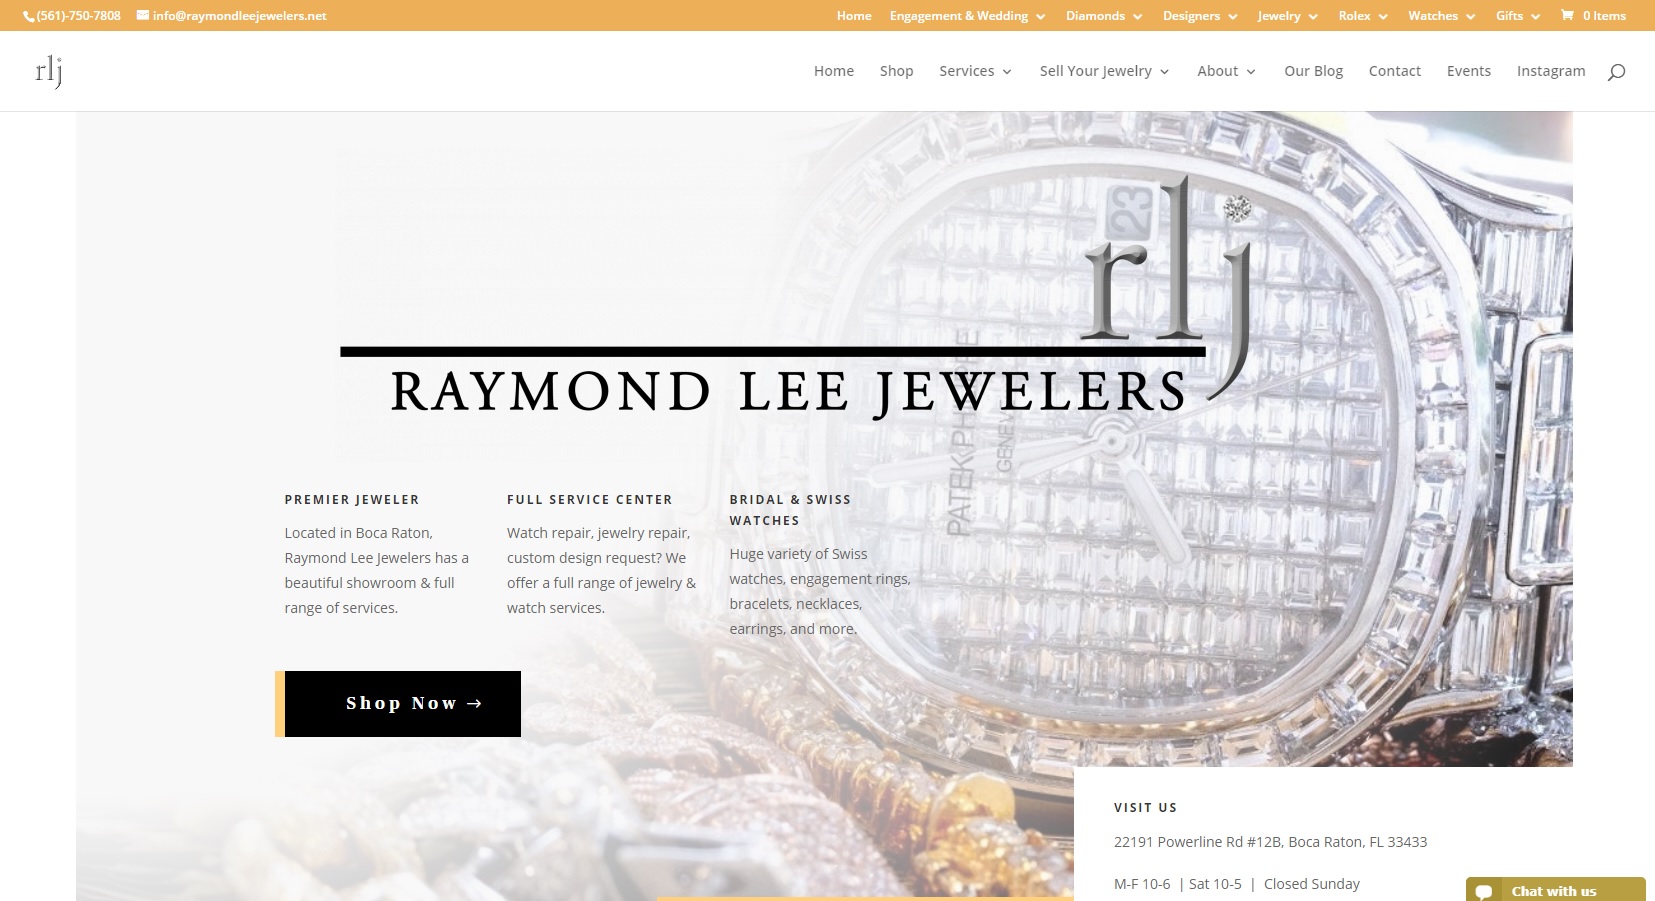 (561)-750-7808 info@raymondleejewelers.net Home Engagement & Wedding Diamonds Designers Jewelry Rolex Watches Gifts 0 Items
rlj Home Shop Services Sell Your Jewelry About Our Blog Contact Events Instagram
23
rlj
RAYMOND LEE JEWELERS
PATEK PHILIPPE
GENEVE
PREMIER JEWELER
Located in Boca Raton,
Raymond Lee Jewelers has a
beautiful showroom & full
range of services.
FULL SERVICE CENTER
Watch repair, jewelry repair,
custom design request? We
offer a full range of jewelry &
watch services.
BRIDAL & SWISS
WATCHES
Huge variety of Swiss
watches, engagement rings,
bracelets, necklaces,
earrings, and more.
Shop Now →
VISIT US
22191 Powerline Rd #12B, Boca Raton, FL 33433
M-F 10-6 | Sat 10-5 | Closed Sunday
Chat with us